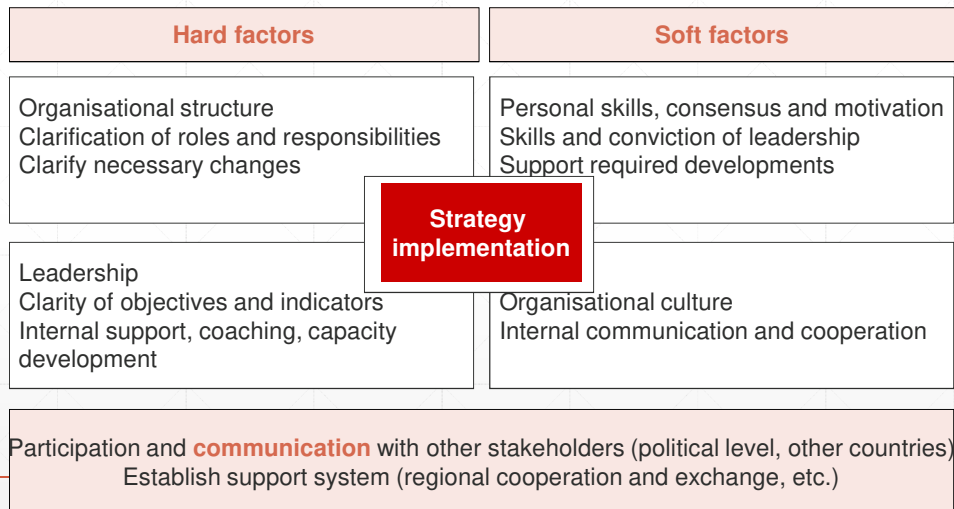 Hard factors
Soft factors
Organisational structure
Clarification of roles and responsibilities
Clarify necessary changes
Personal skills, consensus and motivation
Skills and conviction of leadership
Support required developments
Strategy
implementation
Leadership
Clarity of objectives and indicators
Internal support, coaching, capacity
development
Organisational culture
Internal communication and cooperation
Participation and communication with other stakeholders (political level, other countries)
Establish support system (regional cooperation and exchange, etc.)